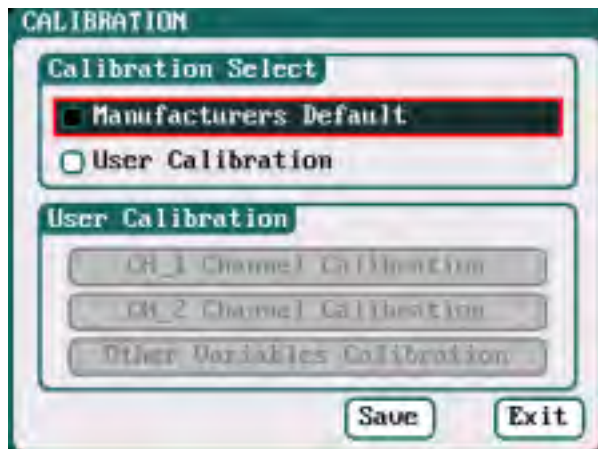 CALIBRATION
Calibration Select
Manufacturers Default
User Calibration
User Calibration
CH_1 Channel Calibration
CH_2 Channel Calibration
Other Variables Calibration
Save
Exit